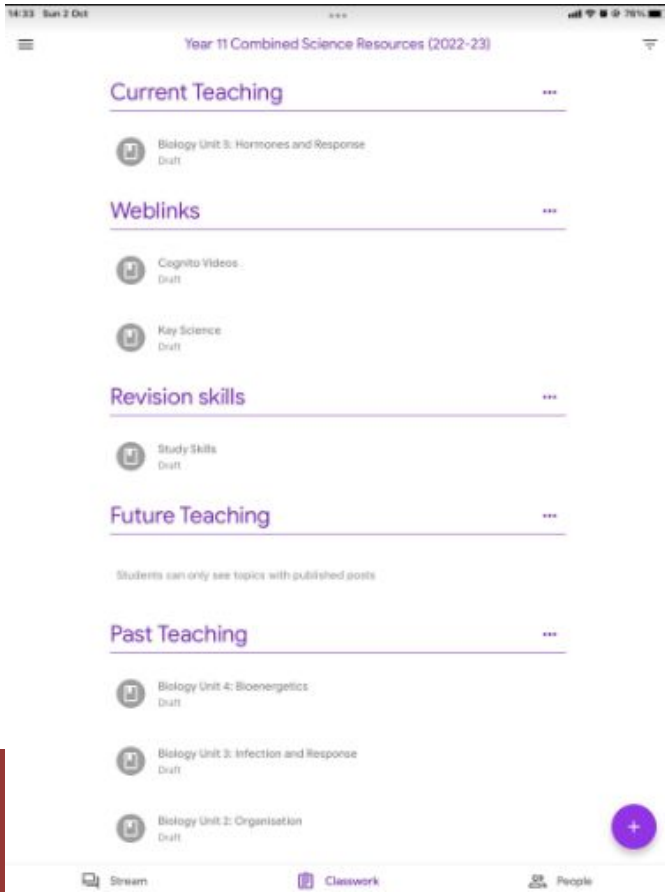 14:33 Sun 2 Oct
76%
Year 11 Combined Science Resources (2022-23)
Current Teaching
Biology Unit 5: Hormones and Response
Draft
Weblinks
Cognito Videos
Draft
Key Science
Draft
Revision skills
Study Skills
Draft
Future Teaching
Students can only see topics with published posts
Past Teaching
Biology Unit 4: Bioenergetics
Draft
Biology Unit 3: Infection and Response
Draft
Biology Unit 2: Organisation
Draft
Stream
Classwork
People